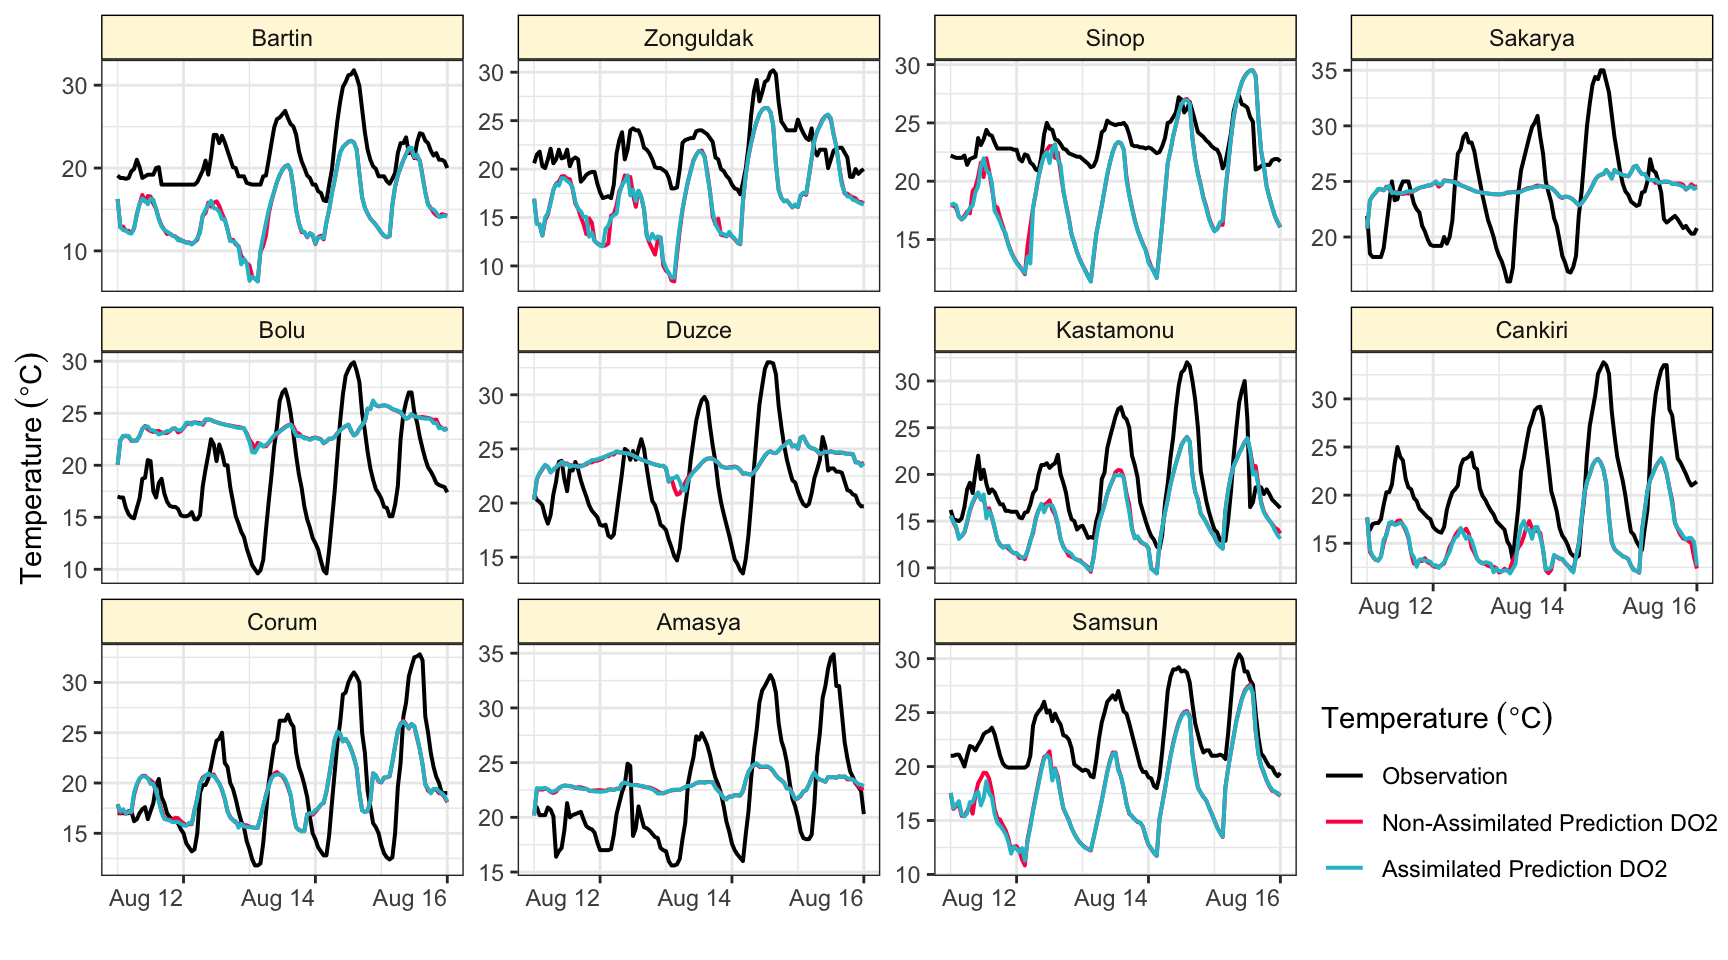 Bartin
Zonguldak
Sinop
Sakarya
30
20
10
30
25
20
15
10
30
25
20
15
35
30
25
20
Bolu
Duzce
Kastamonu
Cankiri
30
25
20
15
10
30
25
20
15
30
25
20
15
10
30
25
20
15
Aug 12 Aug 14 Aug 16
Temperature (°C)
Corum
Amasya
Samsun
30
25
20
15
35
30
25
20
15
30
25
20
15
10
Aug 12 Aug 14 Aug 16
Aug 12 Aug 14 Aug 16
Aug 12 Aug 14 Aug 16
Temperature (°C)
Observation
Non-Assimilated Prediction DO2
Assimilated Prediction DO2